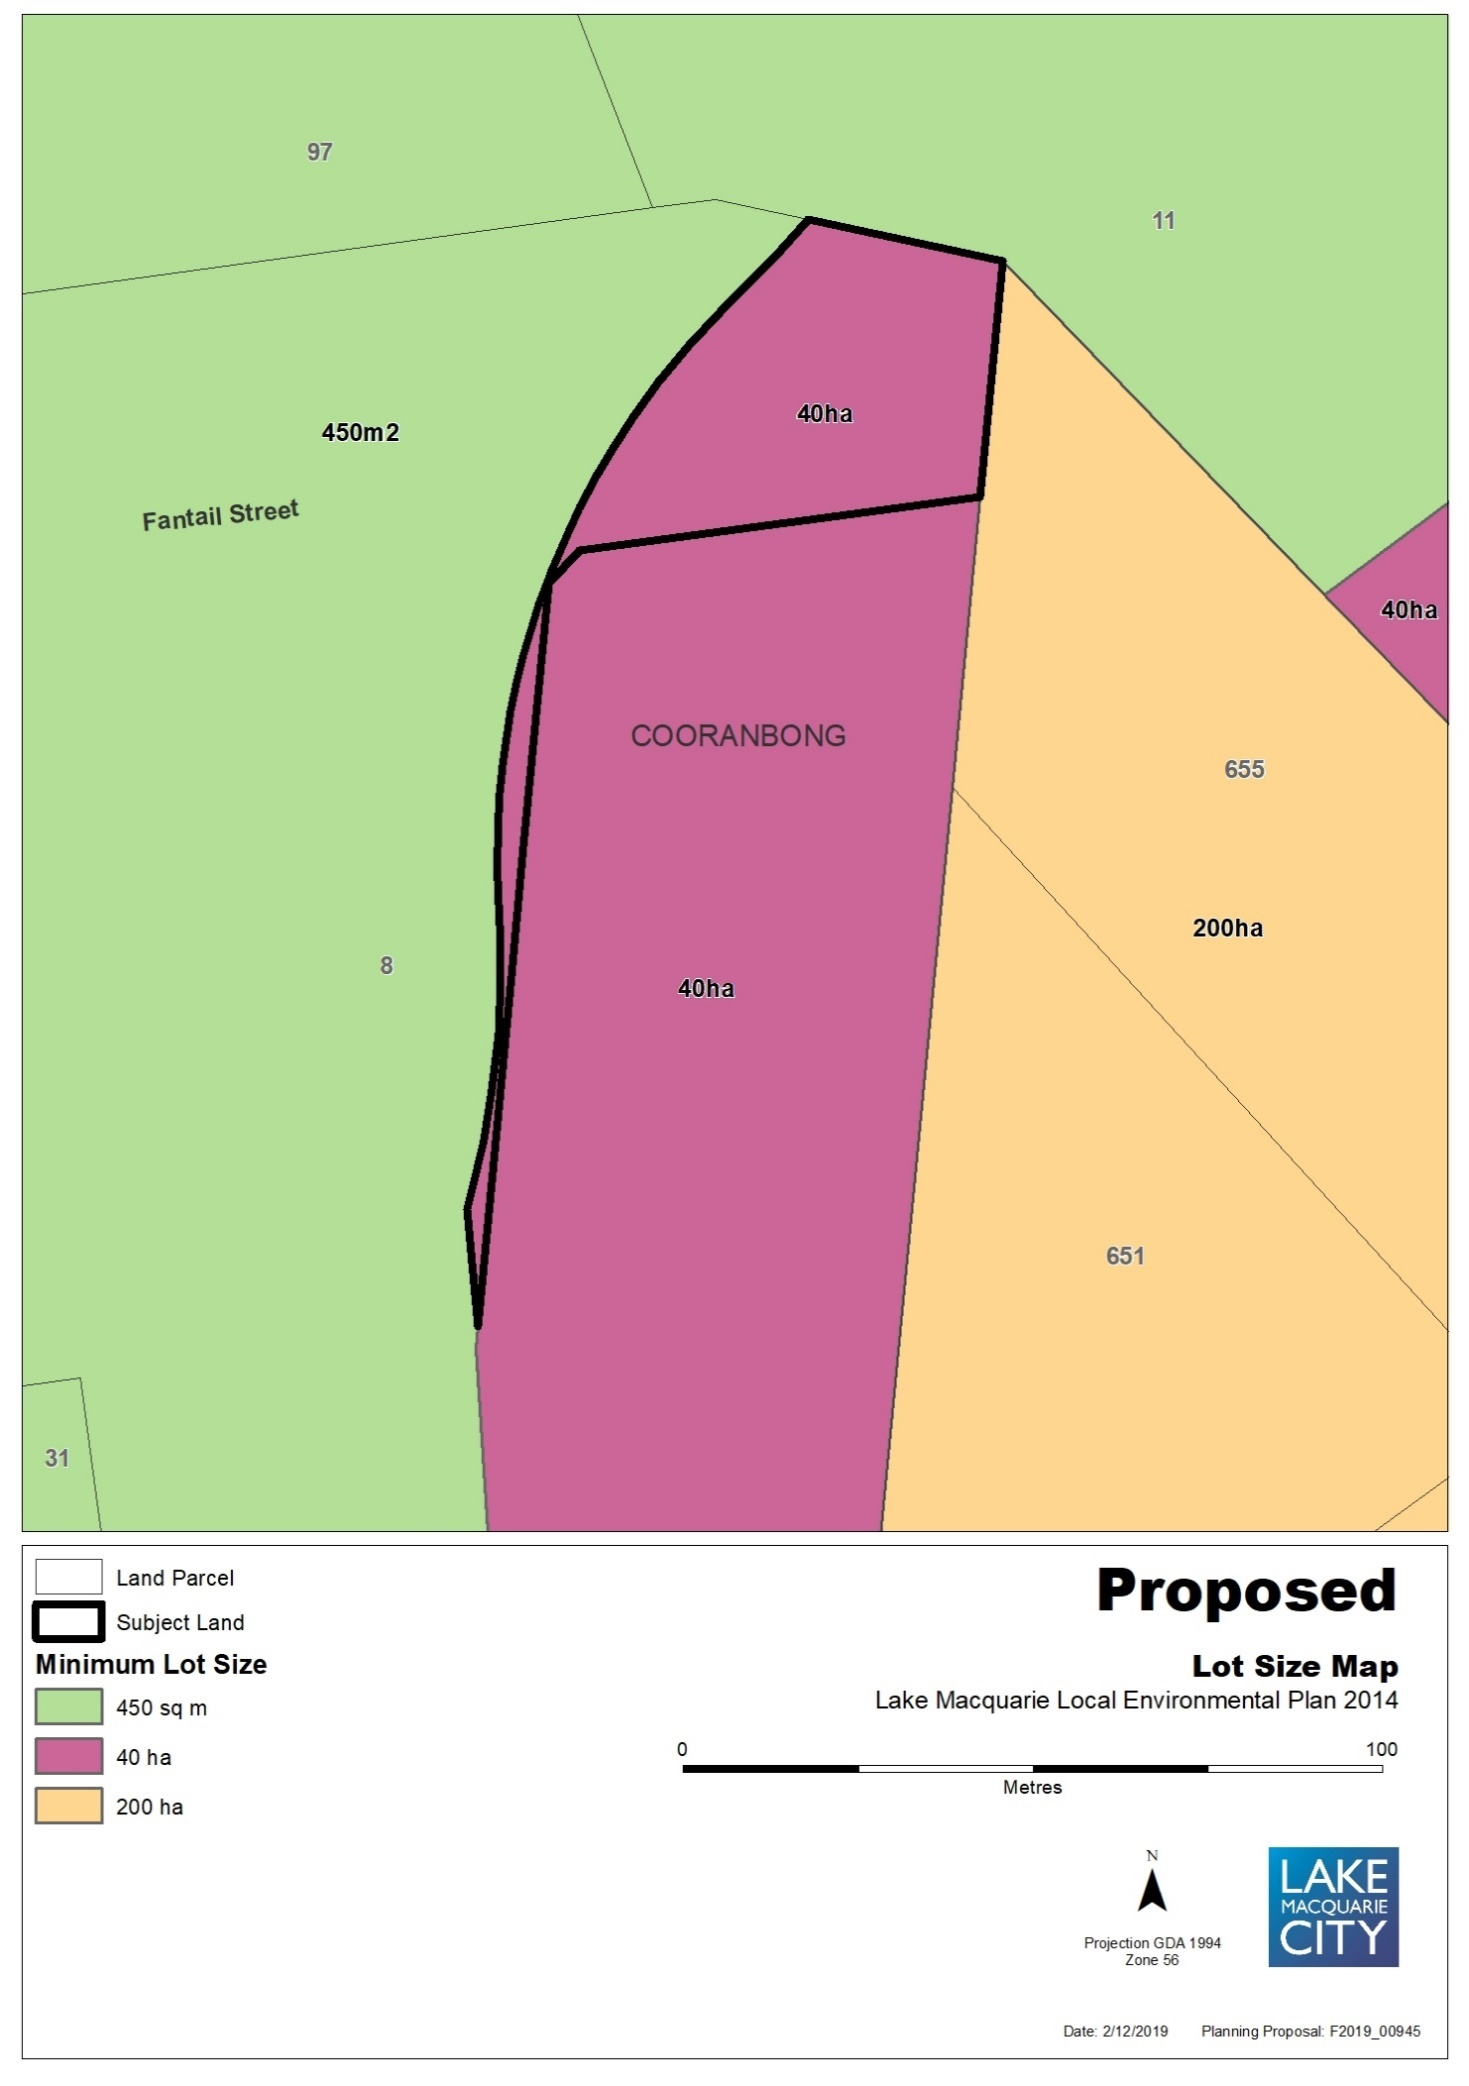 97
11
40ha
450m2
Fantail Street
40ha
COORANBONG
655
200ha
8
40ha
651
31
Land Parcel
Subject Land
Minimum Lot Size
450 sq m
40 ha
200 ha
Proposed
Lot Size Map
Lake Macquarie Local Environmental Plan 2014
0 100
Metres
N
Projection GDA 1994
Zone 56
LAKE
MACQUARIE
CITY
Date: 2/12/2019 Planning Proposal: F2019_00945